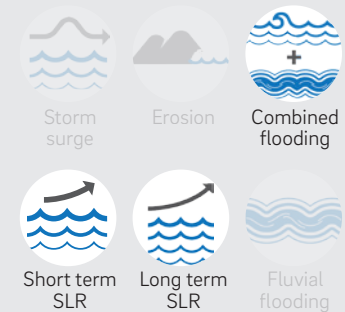 Storm
surge
Erosion
Combined
flooding
Short term
SLR
Long term
SLR
Fluvial
flooding